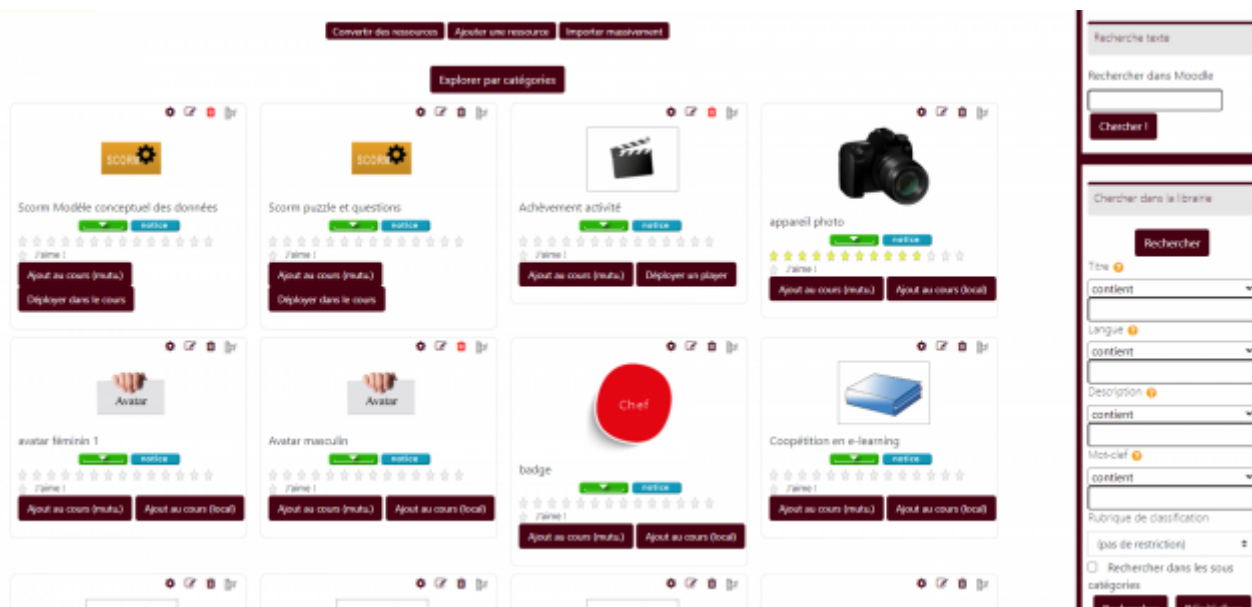 Convertir des ressources Ajouter une ressource Importer massivement
Explorer par catégories
SCORM
Scorm Modèle conceptuel des données
notice
J'aime !
Ajout au cours (mutu.)
Déployer dans le cours
SCORM
Scorm puzzle et questions
notice
J'aime !
Ajout au cours (mutu.)
Déployer dans le cours
Achèvement activité
notice
J'aime !
Ajout au cours (mutu.) Déployer un player
appareil photo
notice
J'aime !
Ajout au cours (mutu.) Ajout au cours (local)
Avatar
avatar féminin 1
notice
J'aime !
Ajout au cours (mutu.) Ajout au cours (local)
Avatar
Avatar masculin
notice
J'aime !
Ajout au cours (mutu.) Ajout au cours (local)
Chef
badge
notice
J'aime !
Ajout au cours (mutu.) Ajout au cours (local)
Coopétition en e-learning
notice
J'aime !
Ajout au cours (mutu.) Ajout au cours (local)
Recherche texte
Rechercher dans Moodle
Chercher !
Chercher dans la librairie
Rechercher
Titre
contient
Langue
contient
Description
contient
Mot-clef
contient
Rubrique de classification
(pas de restriction)
Rechercher dans les sous
catégories